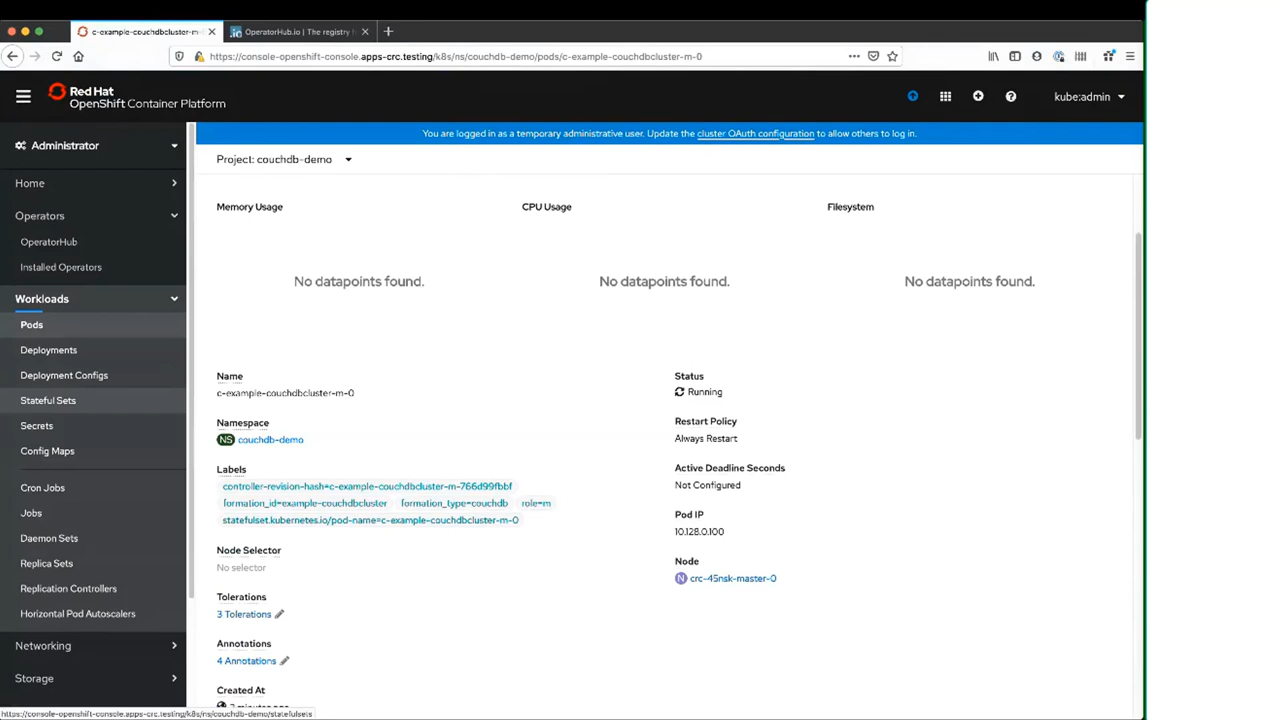 c-example-couchdbcluster-m-
OperatorHub.io | The registry
https://console-openshift-console.apps-crc.testing/k8s/ns/couchdb-demo/pods/c-example-couchdbcluster-m-0
Red Hat
OpenShift Container Platform
kube:admin
You are logged in as a temporary administrative user. Update the cluster OAuth configuration to allow others to log in.
Administrator
Home
Operators
OperatorHub
Installed Operators
Workloads
Pods
Deployments
Deployment Configs
Stateful Sets
Secrets
Config Maps
Cron Jobs
Jobs
Daemon Sets
Replica Sets
Replication Controllers
Horizontal Pod Autoscalers
Networking
Storage
Project: couchdb-demo
Memory Usage
CPU Usage
Filesystem
No datapoints found.
No datapoints found.
No datapoints found.
Name
c-example-couchdbcluster-m-0
Namespace
NS couchdb-demo
Labels
controller-revision-hash=c-example-couchdbcluster-m-766d99fbbf
formation_id=example-couchdbcluster formation_type=couchdb role=m
statefulset.kubernetes.io/pod-name=c-example-couchdbcluster-m-0
Node Selector
No selector
Tolerations
3 Tolerations
Annotations
4 Annotations
Created At
minutes ago
Status
Running
Restart Policy
Always Restart
Active Deadline Seconds
Not Configured
Pod IP
10.128.0.100
Node
N crc-45nsk-master-0
https://console-openshift-console.apps-crc.testing/k8s/ns/couchdb-demo/statefulsets